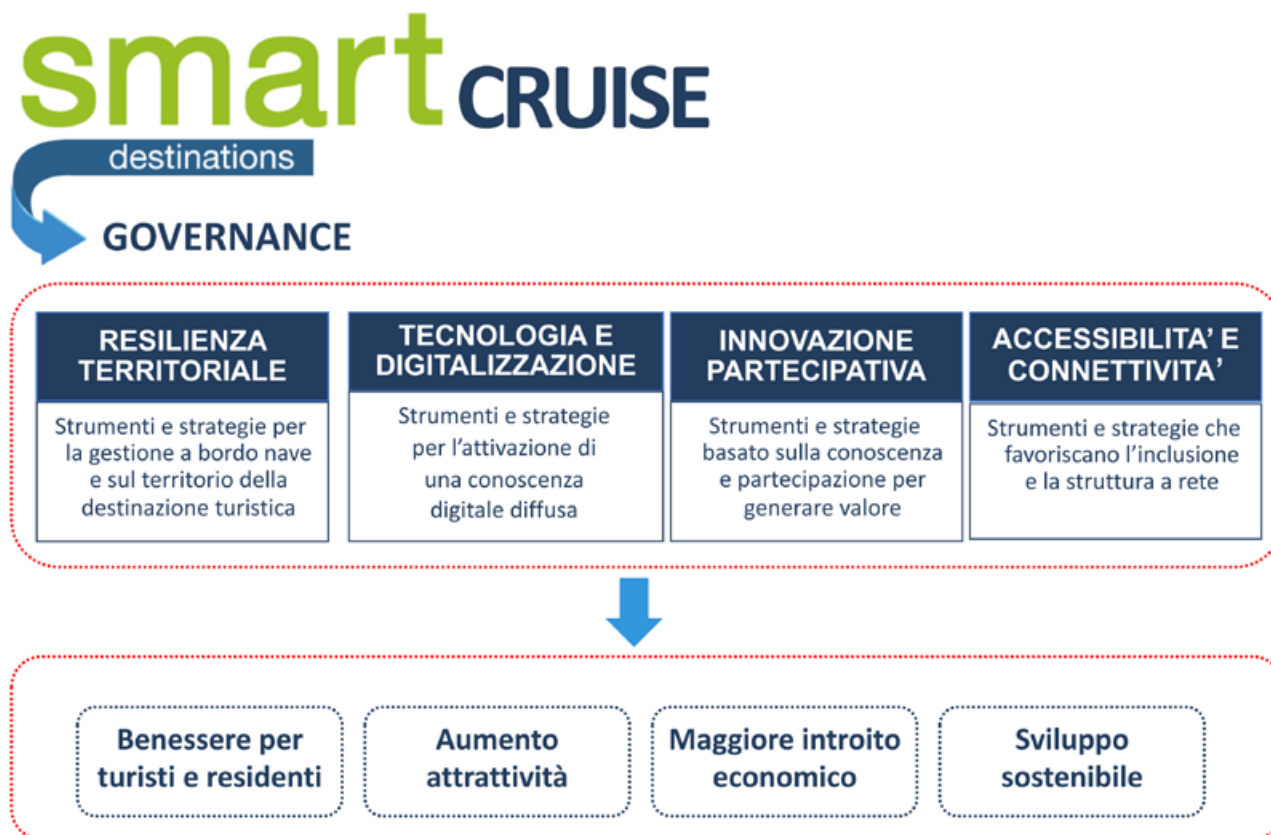 smart CRUISE
destinations
GOVERNANCE
RESILIENZA
TERRITORIALE
Strumenti e strategie per
la gestione a bordo nave
e sul territorio della
destinazione turistica
TECNOLOGIA E
DIGITALIZZAZIONE
Strumenti e strategie
per l’attivazione di
una conoscenza
digitale diffusa
INNOVAZIONE
PARTECIPATIVA
Strumenti e strategie
basato sulla conoscenza
e partecipazione per
generare valore
ACCESSIBILITA’ E
CONNETTIVITA’
Strumenti e strategie che
favoriscano l’inclusione
e la struttura a rete
Benessere per
turisti e residenti
Aumento
attrattività
Maggiore introito
economico
Sviluppo
sostenibile